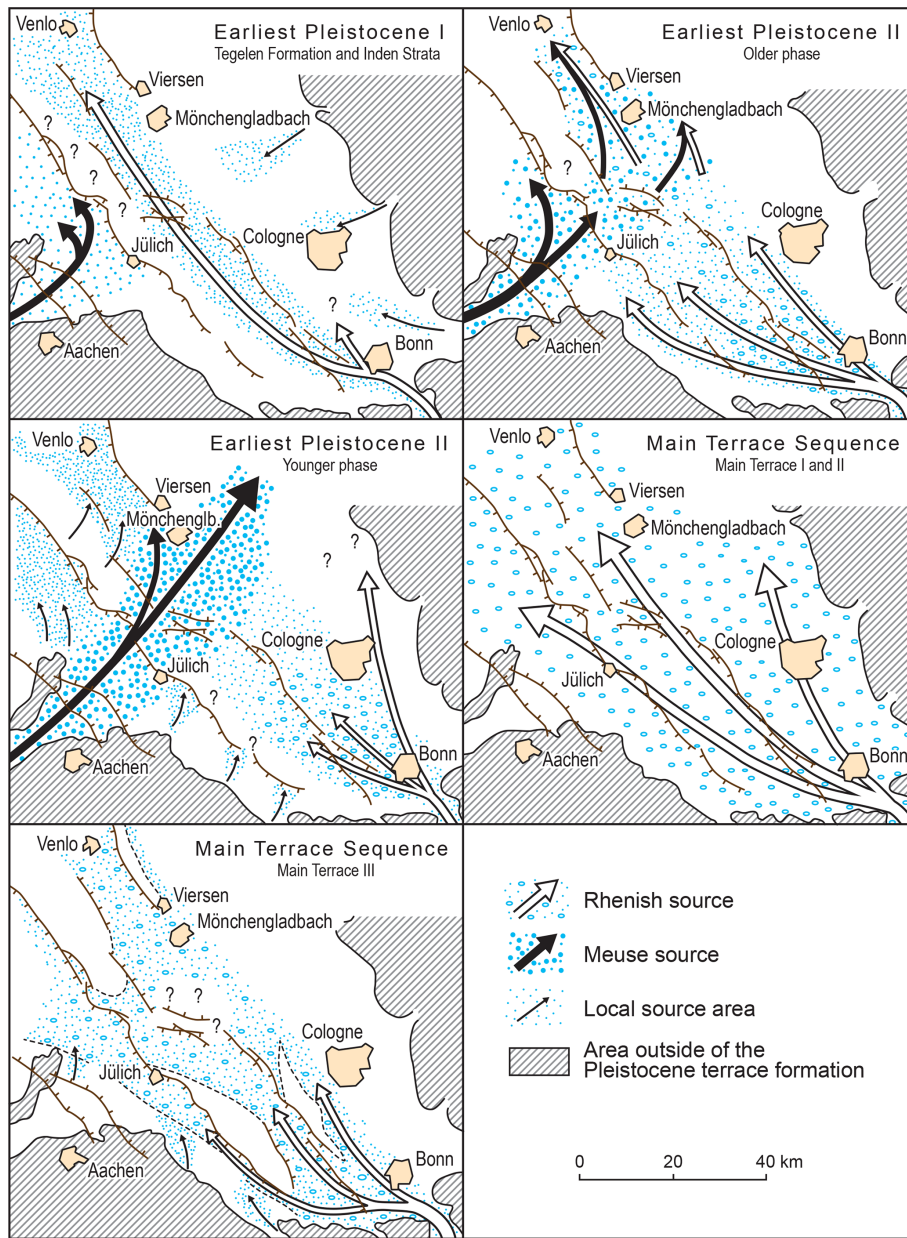 Earliest Pleistocene I
Tegelen Formation and Inden Strata
Venlo
Viersen
Mönchengladbach
?
?
?
Cologne
Jülich
?
Bonn
Aachen
Earliest Pleistocene II
Older phase
Venlo
Viersen
Mönchengladbach
?
Cologne
Jülich
Bonn
Aachen
Earliest Pleistocene II
Younger phase
Venlo
Viersen
Mönchenglb.
?
?
Cologne
Jülich
?
Bonn
Aachen
Main Terrace Sequence
Main Terrace I and II
Venlo
Viersen
Mönchengladbach
Cologne
Jülich
Bonn
Aachen
Main Terrace Sequence
Main Terrace III
Venlo
Viersen
Mönchengladbach
? ?
?
Cologne
Jülich
Bonn
Aachen
Rhenish source
Meuse source
Local source area
Area outside of the
Pleistocene terrace formation
0 20 40 km